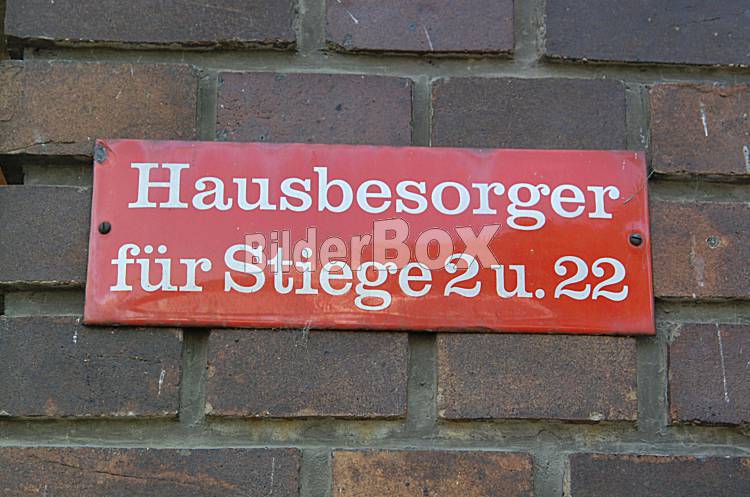 Hausbesorger
für Stiege 2 u. 22
BilderBOX